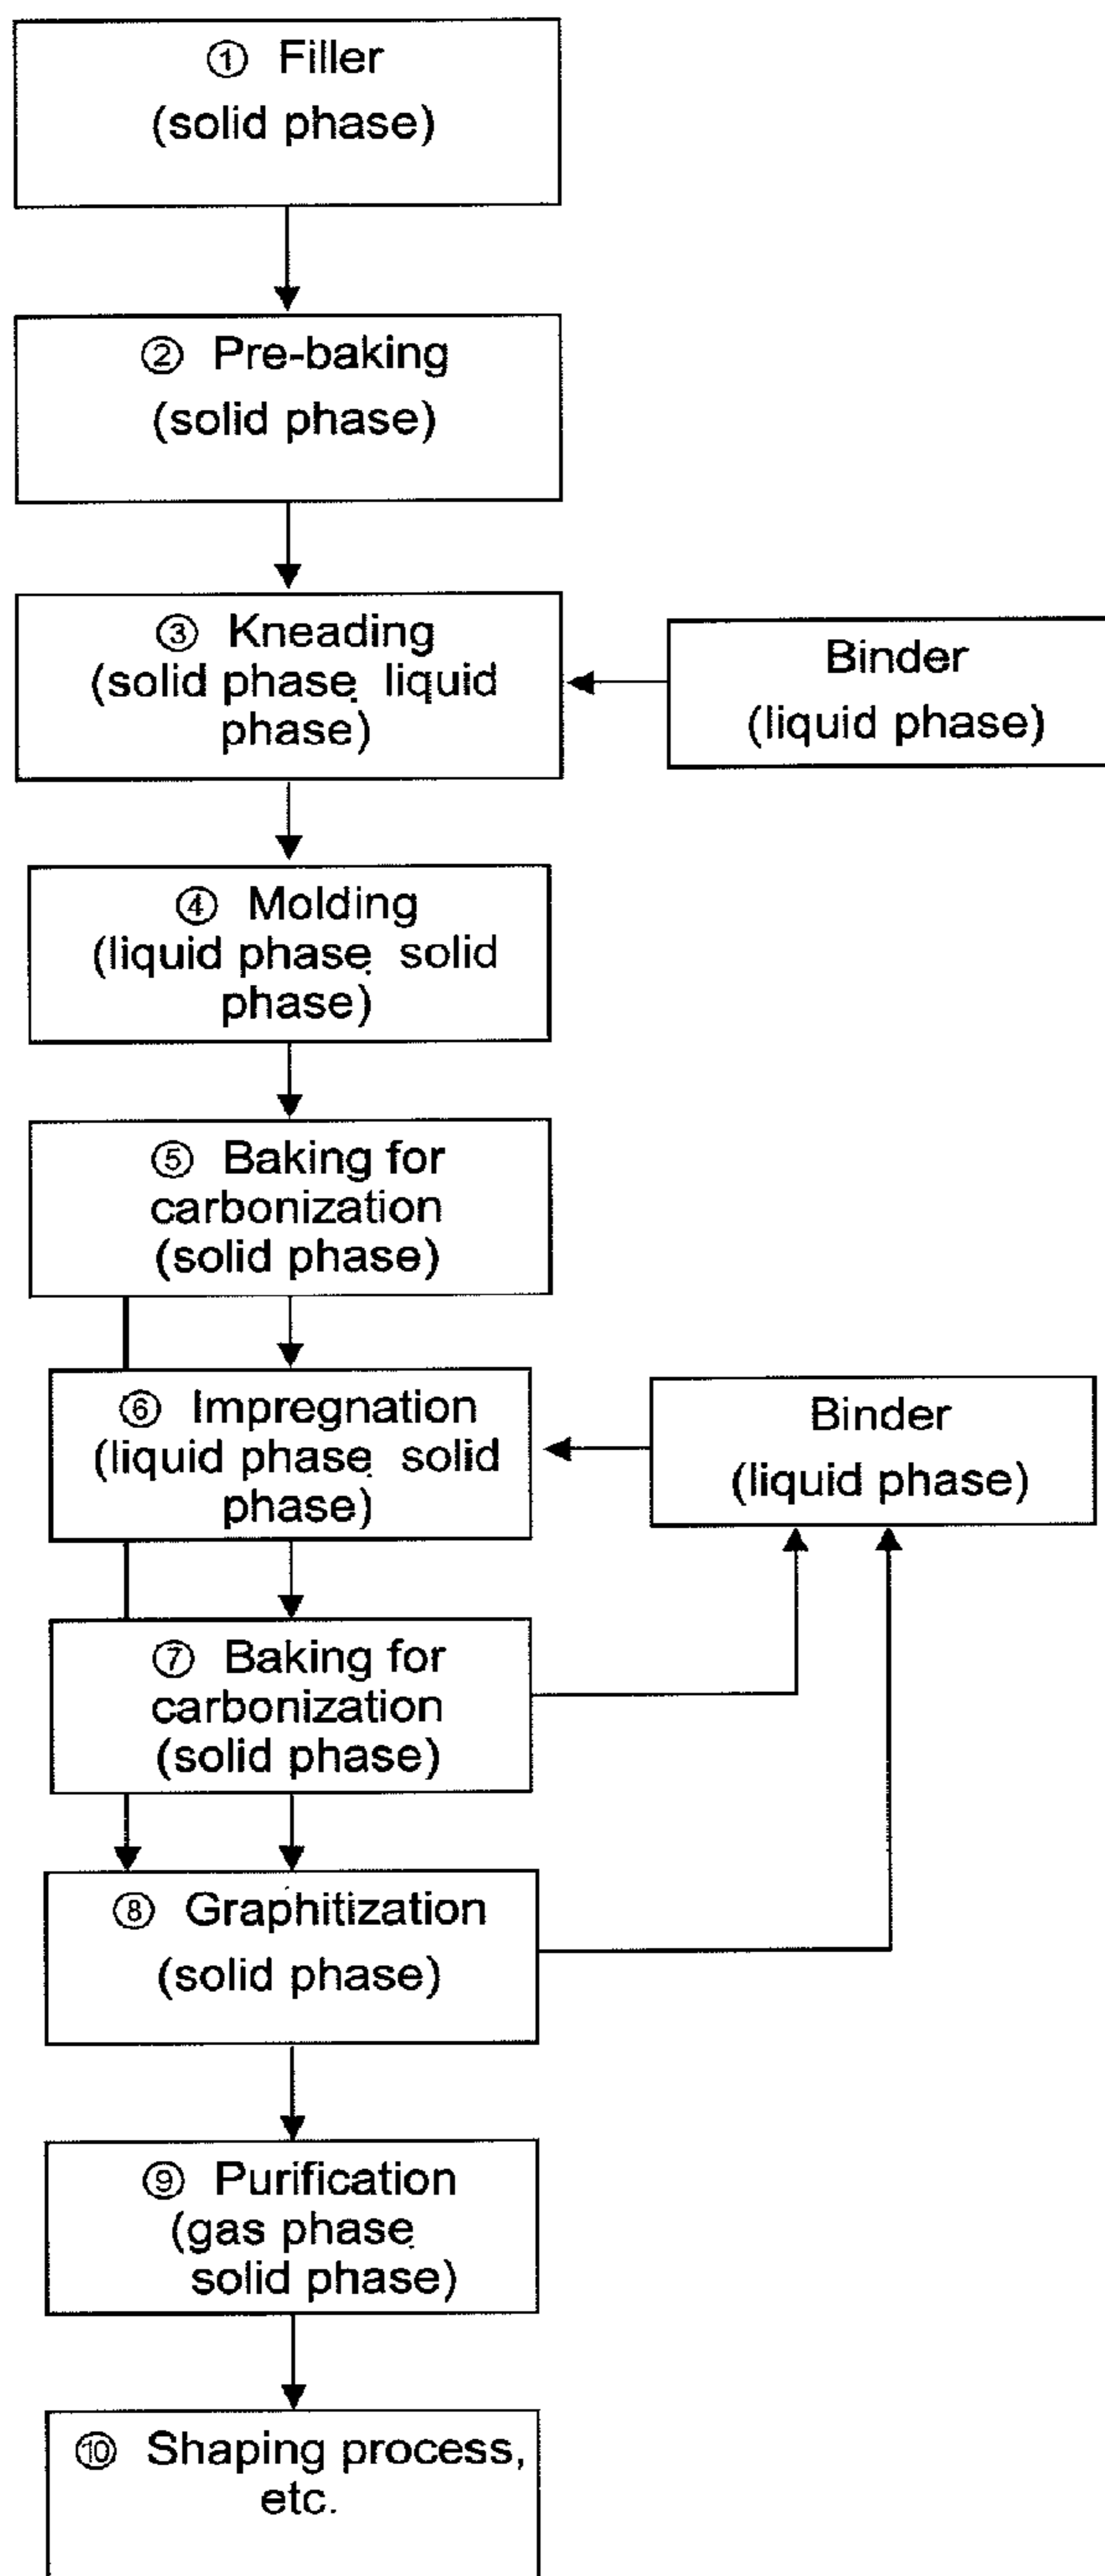 ① Filler
(solid phase)
② Pre-baking
(solid phase)
③ Kneading
(solid phase, liquid
phase)
Binder
(liquid phase)
④ Molding
(liquid phase, solid
phase)
⑤ Baking for
carbonization
(solid phase)
⑥ Impregnation
(liquid phase, solid
phase)
Binder
(liquid phase)
⑦ Baking for
carbonization
(solid phase)
⑧ Graphitization
(solid phase)
⑨ Purification
(gas phase,
solid phase)
⑩ Shaping process,
etc.